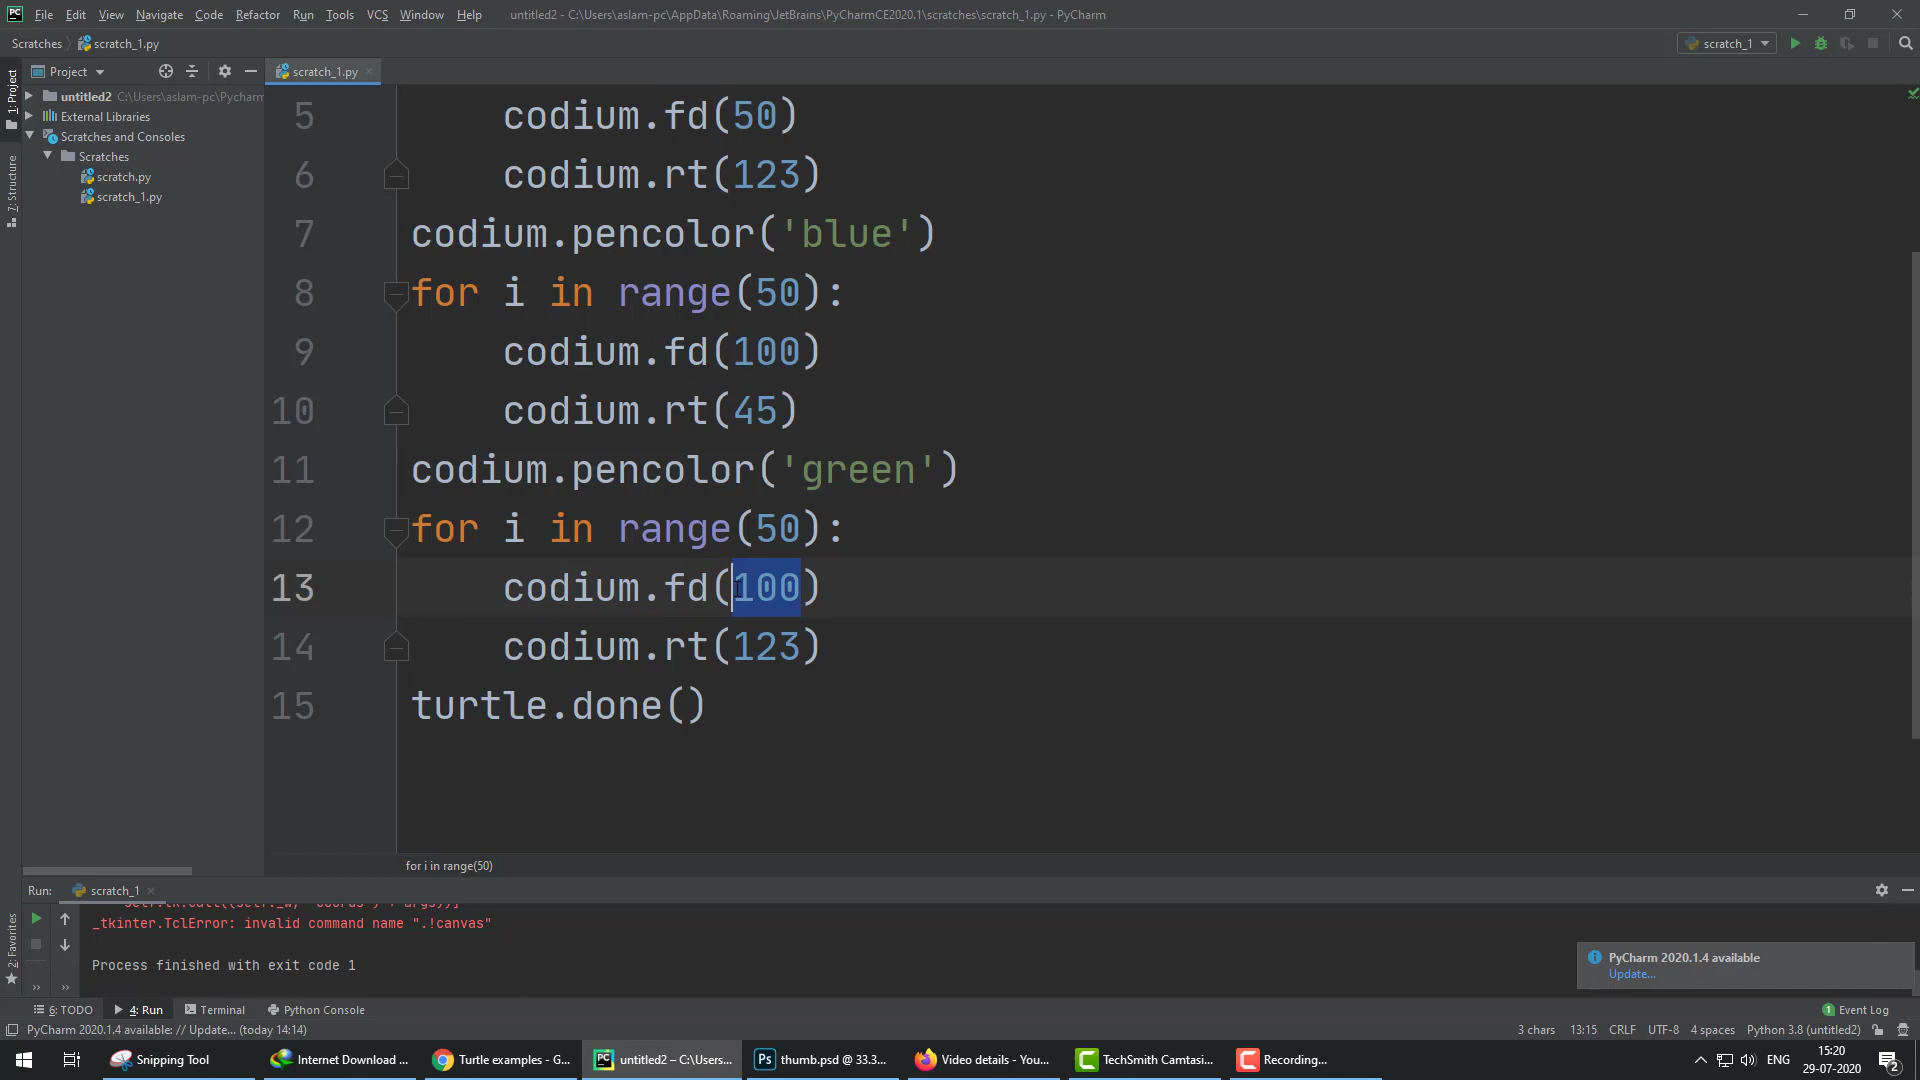 File Edit View Navigate Code Refactor Run Tools VCS Window Help untitled2 - C:\Users\aslam-pc\AppData\Roaming\JetBrains\PyCharmCE2020.1\scratches\scratch_1.py - PyCharm
Scratches scratch_1.py scratch_1
Project scratch_1.py
1: Project
7: Structure
2: Favorites
untitled2 C:\Users\aslam-pc\Pycharm
External Libraries
Scratches and Consoles
Scratches
scratch.py
scratch_1.py
5 codium.fd(50)
6 codium.rt(123)
7 codium.pencolor('blue')
8 for i in range(50):
9 codium.fd(100)
10 codium.rt(45)
11 codium.pencolor('green')
12 for i in range(50):
13 codium.fd(100)
14 codium.rt(123)
15 turtle.done()
for i in range(50)
Run: scratch_1
_tkinter.TclError: invalid command name ".!canvas"
Process finished with exit code 1
PyCharm 2020.1.4 available
Update...
6: TODO 4: Run Terminal Python Console 1 Event Log
PyCharm 2020.1.4 available: // Update... (today 14:14) 3 chars 13:15 CRLF UTF-8 4 spaces Python 3.8 (untitled2)
Snipping Tool Internet Download ... Turtle examples - G... untitled2 – C:\Users... thumb.psd @ 33.3... Video details - You... TechSmith Camtasi... Recording... ENG 15:20
29-07-2020 2